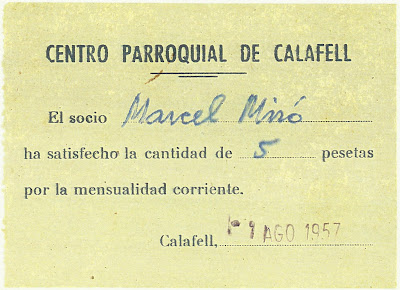 CENTRO PARROQUIAL DE CALAFELL
El socio Marcel Miró
ha satisfecho la cantidad de 5 pesetas
por la mensualidad corriente.
Calafell, 1 AGO 1957